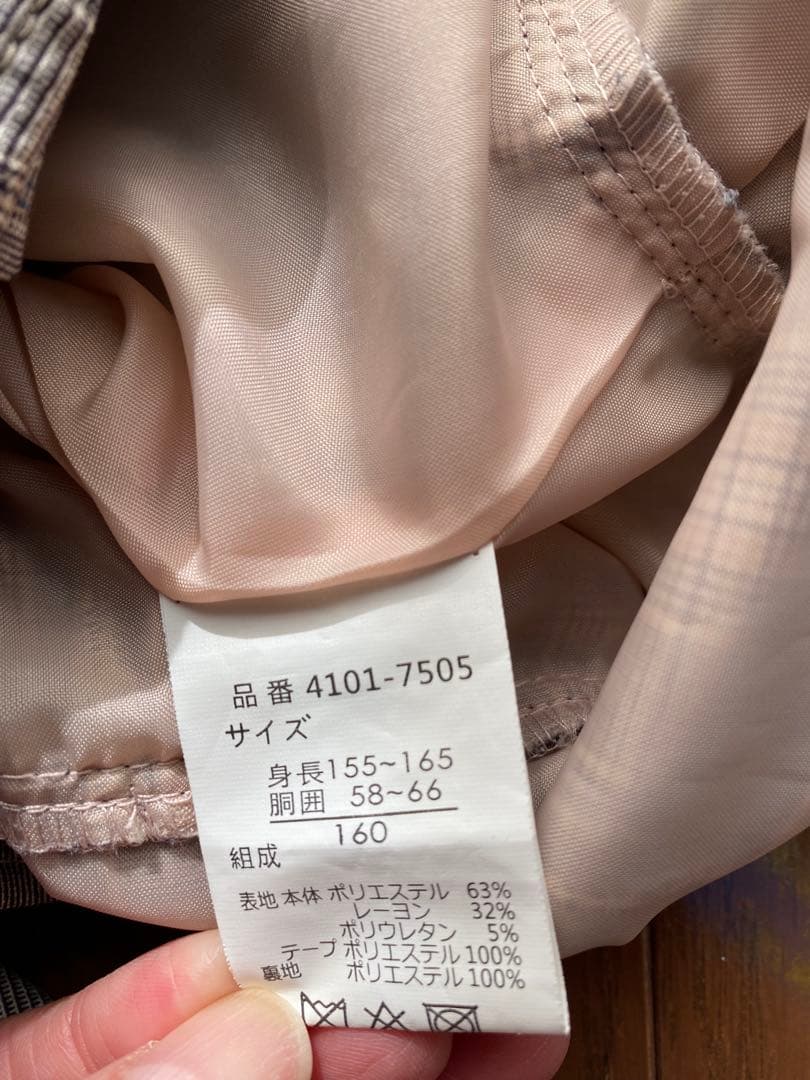 品番 4101-7505
サイズ
身長155~165
胴囲 58~66
160
組成
表地 本体 ポリエステル 63%
レーヨン 32%
ポリウレタン 5%
テープ ポリエステル 100%
裏地 ポリエステル 100%